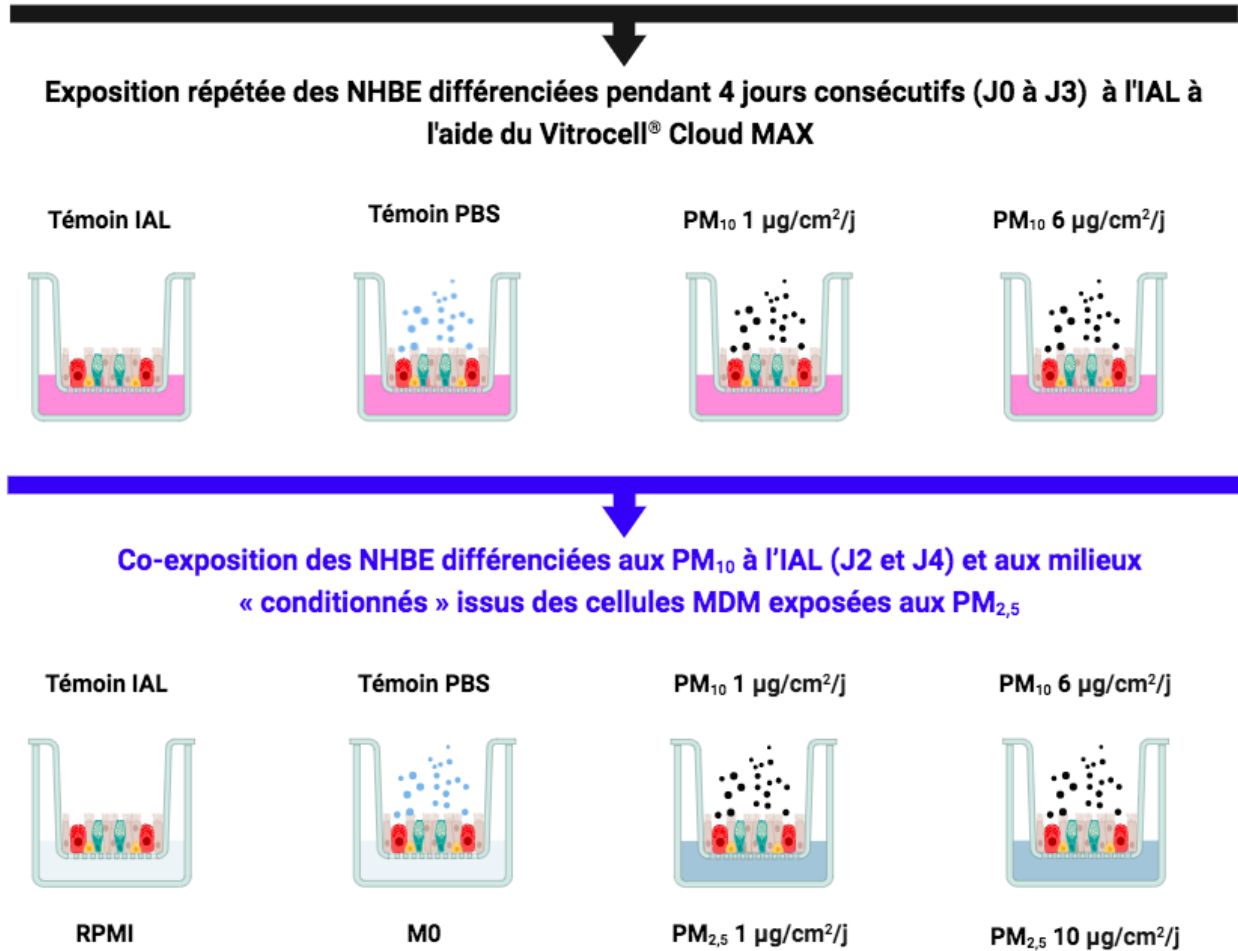 Exposition répétée des NHBE différenciées pendant 4 jours consécutifs (J0 à J3) à l'IAL à
l'aide du Vitrocell® Cloud MAX
Témoin IAL
Témoin PBS
PM₁₀ 1 µg/cm²/j
PM₁₀ 6 µg/cm²/j
Co-exposition des NHBE différenciées aux PM₁₀ à l’IAL (J2 et J4) et aux milieux
« conditionnés » issus des cellules MDM exposées aux PM₂,₅
Témoin IAL
Témoin PBS
PM₁₀ 1 µg/cm²/j
PM₁₀ 6 µg/cm²/j
RPMI
M0
PM₂,₅ 1 µg/cm²/j
PM₂,₅ 10 µg/cm²/j